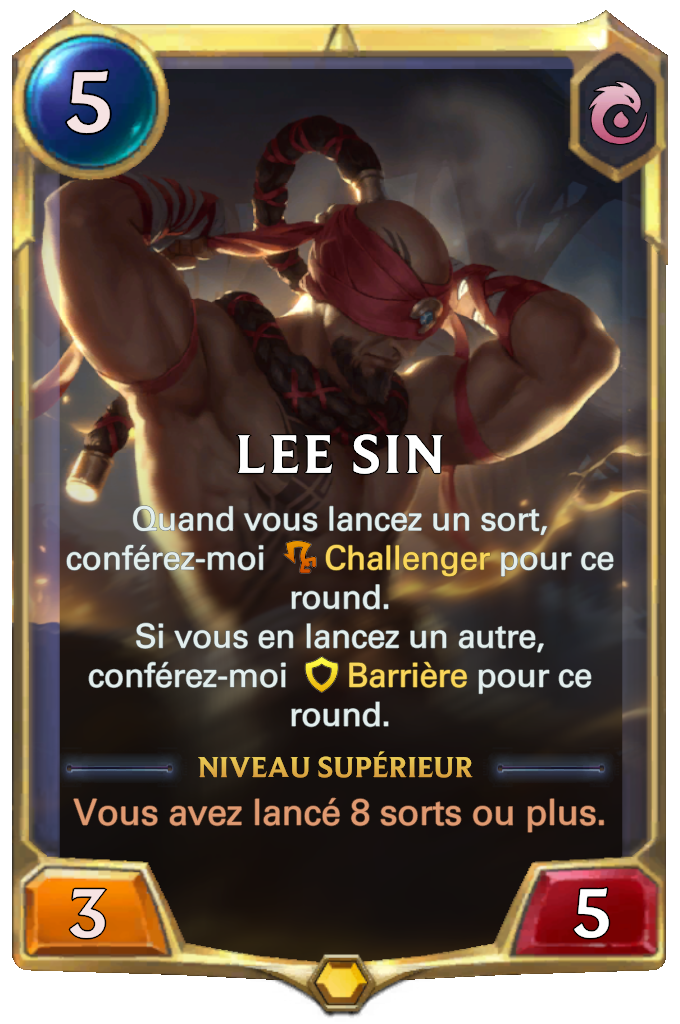 5
LEE SIN
Quand vous lancez un sort,
conférez-moi Challenger pour ce
round.
Si vous en lancez un autre,
conférez-moi Barrière pour ce
round.
NIVEAU SUPÉRIEUR
Vous avez lancé 8 sorts ou plus.
3
5